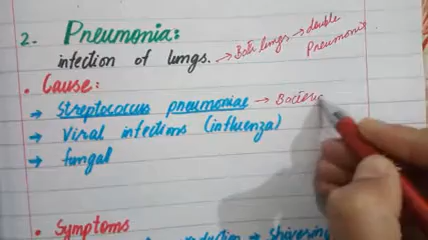 2. Pneumonia:
infection of lungs. → Both lungs → double Pneumonia
• Cause:
→ Streptococcus pneumoniae → Bacteria
→ Viral infections (influenza)
→ fungal
• Symptoms
→ Shivering